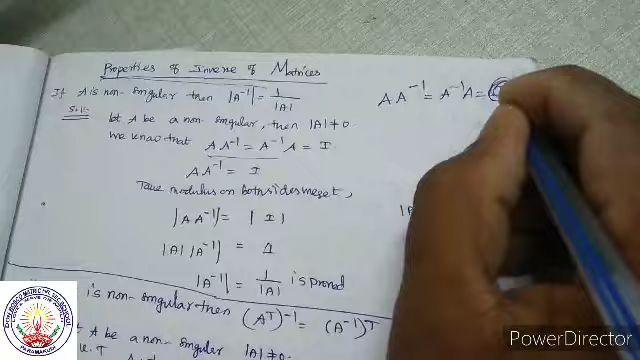 Properties of Inverse of Matrices
If A is non-singular then |A⁻¹| = 1/|A|
Soln:
let A be a non singular, then |A| ≠ 0.
We know that AA⁻¹ = A⁻¹A = I.
AA⁻¹ = I
Take modulus on both sides we get,
|AA⁻¹| = |I|
|A| |A⁻¹| = 1
|A⁻¹| = 1/|A| is proved
is non-singular then (Aᵀ)⁻¹ = (A⁻¹)ᵀ
A be a non-singular |A| ≠ 0.
AA⁻¹ = A⁻¹A =
PowerDirector